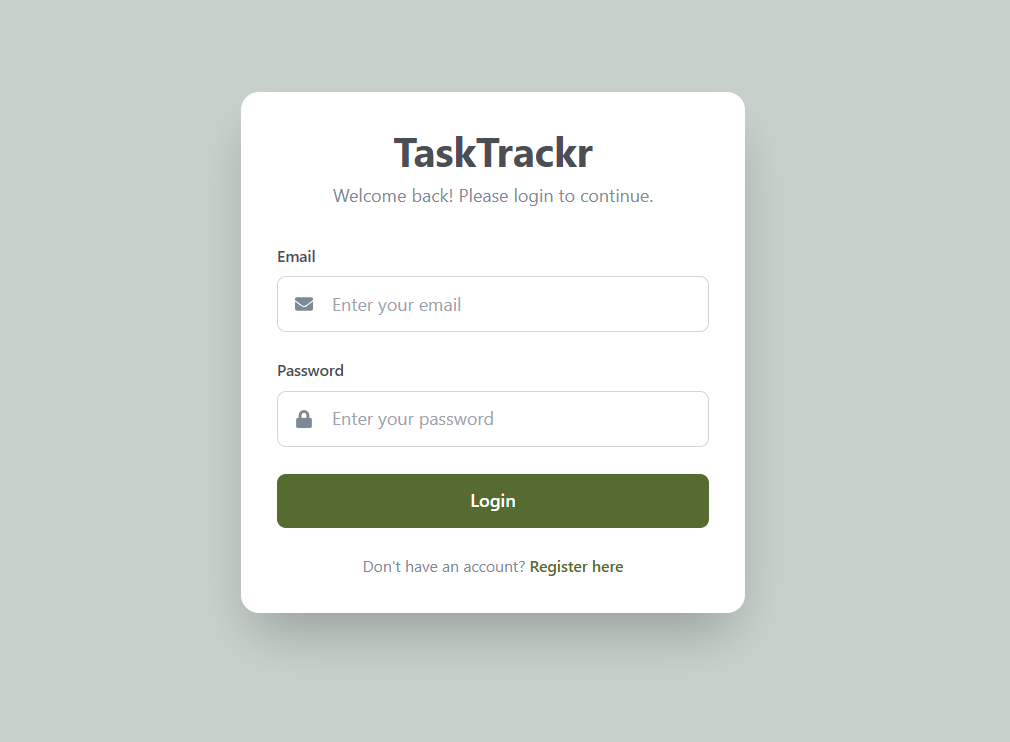 TaskTrackr
Welcome back! Please login to continue.
Email
Enter your email
Password
Enter your password
Login
Don't have an account? Register here